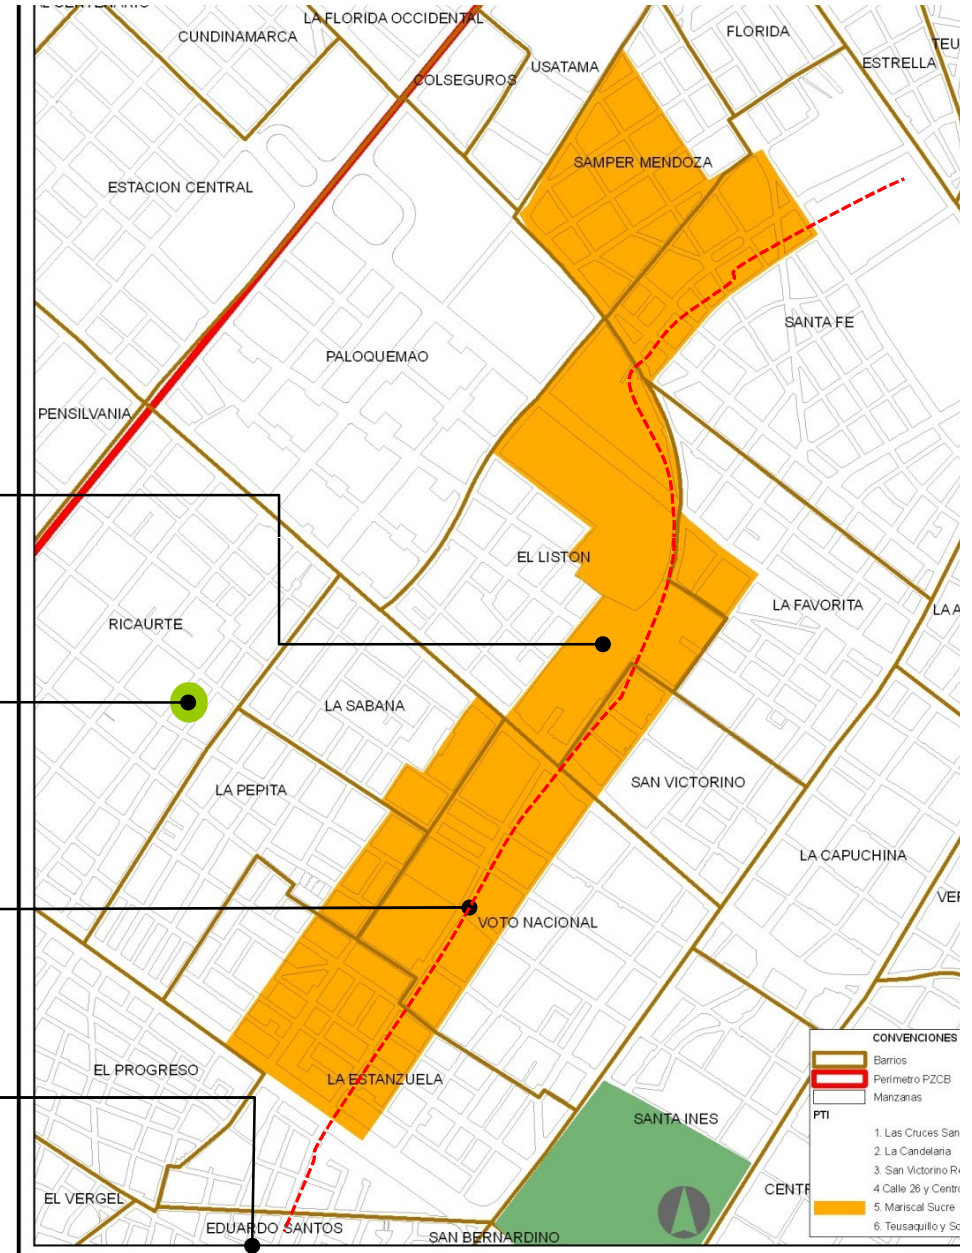 LA FLORIDA OCCIDENTAL
CUNDINAMARCA
FLORIDA
ESTRELLA
COLSEGUROS
USATAMA
SAMPER MENDOZA
ESTACION CENTRAL
SANTA FE
PALOQUEMAO
PENSILVANIA
EL LISTON
LA FAVORITA
RICAURTE
LA SABANA
SAN VICTORINO
LA PEPITA
LA CAPUCHINA
VOTO NACIONAL
EL PROGRESO
LA ESTANZUELA
SANTA INES
EL VERGEL
EDUARDO SANTOS
SAN BERNARDINO
CONVENCIONES
Barrios
Perimetro PZCB
Manzanas
PTI
1. Las Cruces San
2. La Candelaria
3. San Victorino
4 Calle 26 y Centro
5. Mariscal Sucre
6. Teusaquillo y